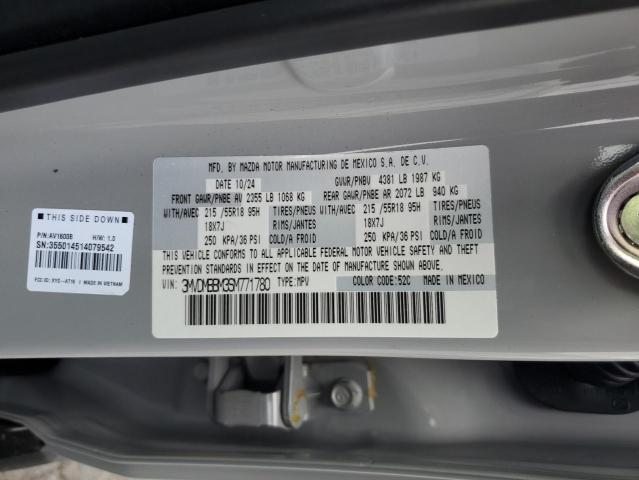 MFD. BY MAZDA MOTOR MANUFACTURING DE MEXICO S.A. DE C.V.
DATE 10/24 GVWR/PNBV 4381 LB 1987 KG
FRONT GAWR/PNBE AV 2355 LB 1068 KG REAR GAWR/PNBE AR 2072 LB 940 KG
WITH/AVEC 215 /55R18 95H TIRES/PNEUS WITH/AVEC 215 /55R18 95H TIRES/PNEUS
18X7J RIMS/JANTES 18X7J RIMS/JANTES
250 KPA/36 PSI COLD/A FROID 250 KPA/36 PSI COLD/A FROID
THIS VEHICLE CONFORMS TO ALL APPLICABLE FEDERAL MOTOR VEHICLE SAFETY AND THEFT
PREVENTION STANDARDS IN EFFECT ON THE DATE OF MANUFACTURE SHOWN ABOVE.
VIN: 3MVDMBBM3SM771780 TYPE:MPV COLOR CODE:52C MADE IN MEXICO
THIS SIDE DOWN
P/N:AV1600B H/W: 1.0
SN:355014514079542
MADE IN VIETNAM